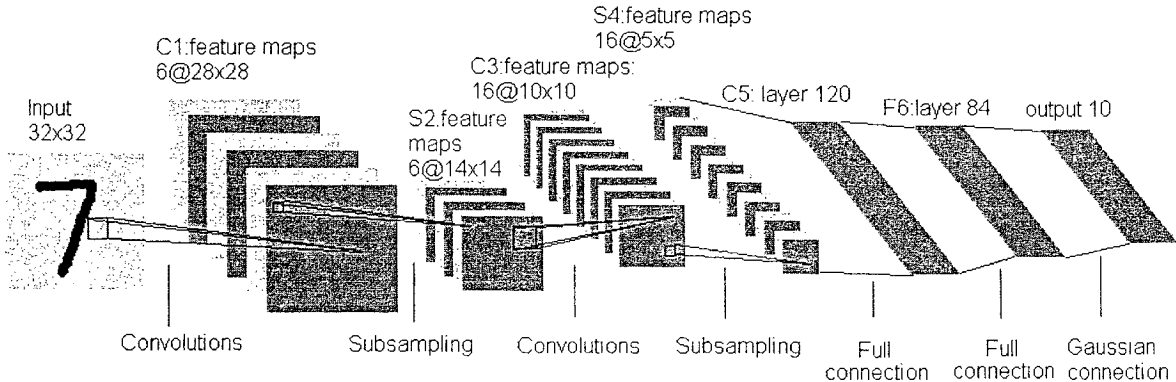 Input
32x32
C1:feature maps
6@28x28
S2.feature
maps
6@14x14
C3:feature maps:
16@10x10
S4:feature maps
16@5x5
C5: layer 120
F6:layer 84
output 10
7
Convolutions
Subsampling
Convolutions
Subsampling
Full
connection
Full
connection
Gaussian
connection